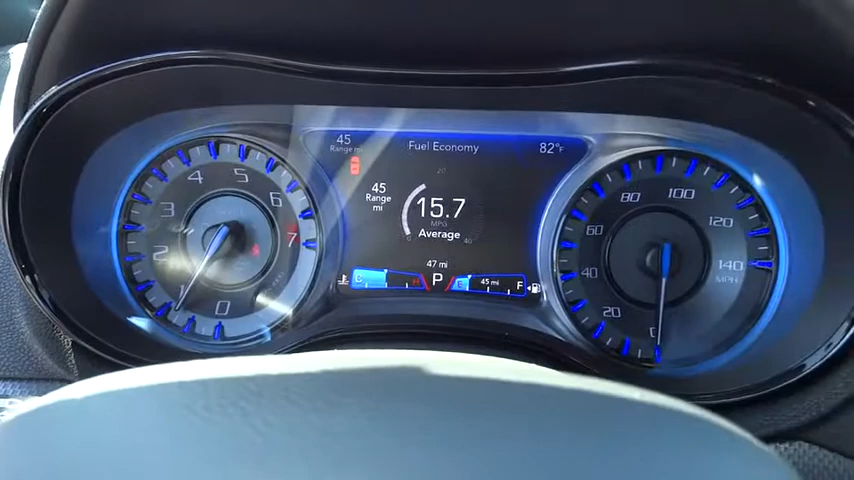 45
Range mi
Fuel Economy
82°F
20
45
Range
mi
15.7
MPG
Average
0
40
47 mi
C
H
P
E
45 mi
F
0
1
2
3
4
5
6
7
0
20
40
60
80
100
120
140
MPH